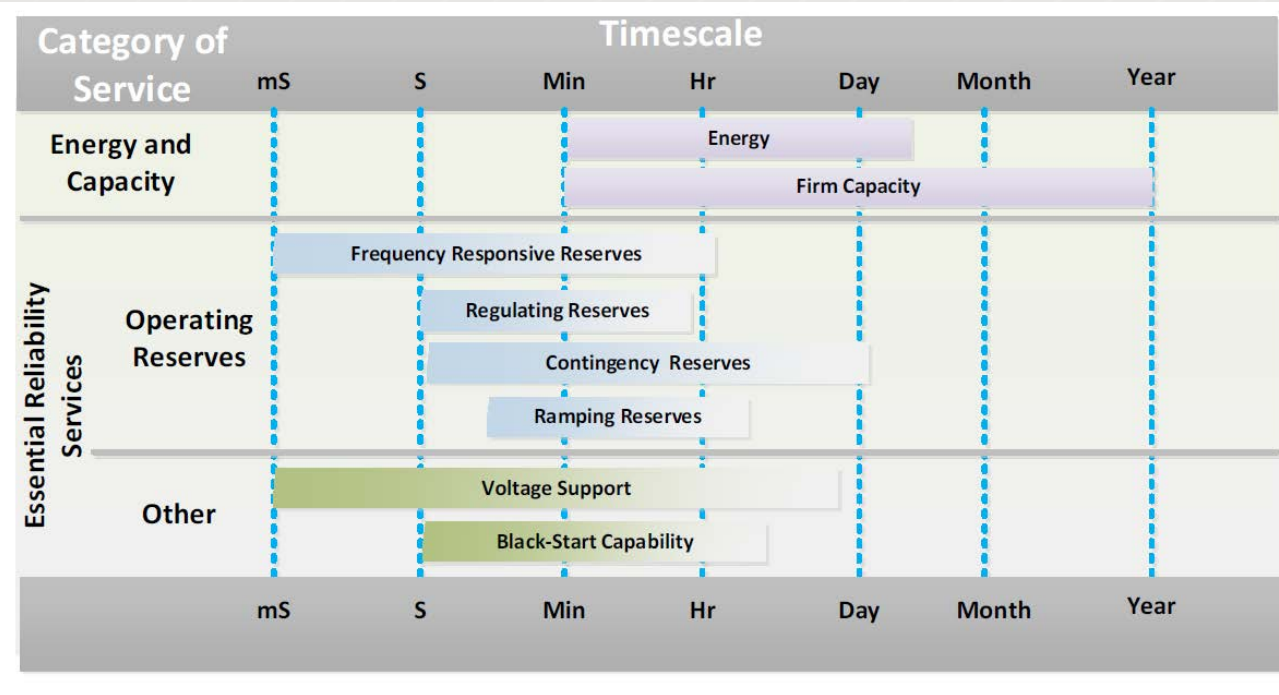 Category of
Service
Timescale
mS S Min Hr Day Month Year
Energy and
Capacity
Energy
Firm Capacity
Essential Reliability
Services
Operating
Reserves
Frequency Responsive Reserves
Regulating Reserves
Contingency Reserves
Ramping Reserves
Other
Voltage Support
Black-Start Capability
mS S Min Hr Day Month Year